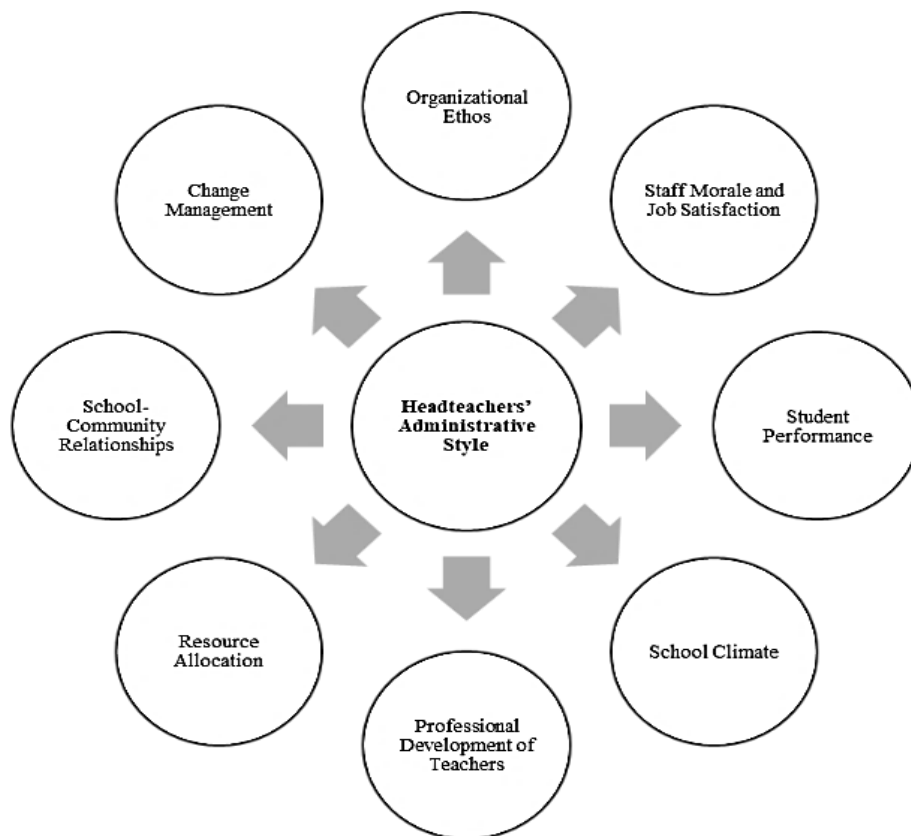 Organizational
Ethos
Staff Morale and
Job Satisfaction
Student
Performance
School Climate
Professional
Development of
Teachers
Resource
Allocation
School-
Community
Relationships
Change
Management
Headteachers’
Administrative
Style